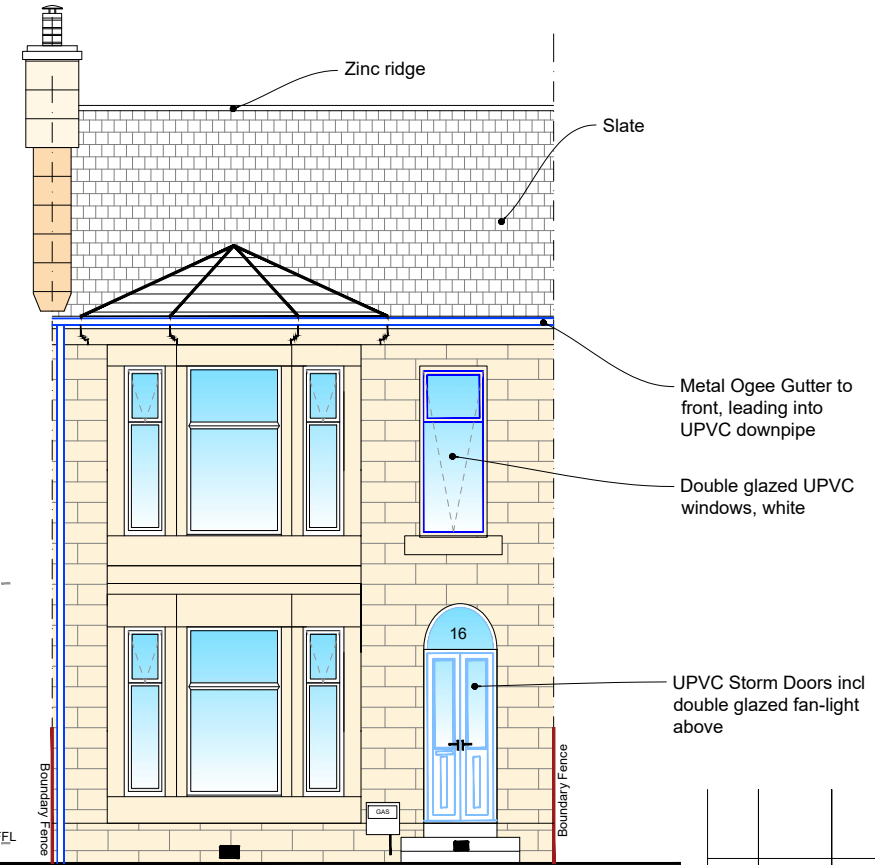 Zinc ridge
Slate
Metal Ogee Gutter to
front, leading into
UPVC downpipe
Double glazed UPVC
windows, white
16
UPVC Storm Doors incl
double glazed fan-light
above
Boundary Fence
Boundary Fence
GAS
FFL